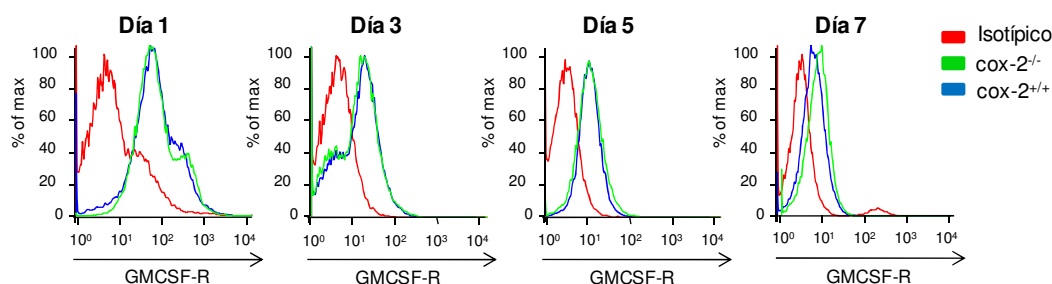 Día 1
Día 3
Día 5
Día 7
% of max
100
80
60
40
20
0
10⁰ 10¹ 10² 10³ 10⁴
GMCSF-R
% of max
100
80
60
40
20
0
10⁰ 10¹ 10² 10³ 10⁴
GMCSF-R
% of max
100
80
60
40
20
0
10⁰ 10¹ 10² 10³ 10⁴
GMCSF-R
% of max
100
80
60
40
20
0
10⁰ 10¹ 10² 10³ 10⁴
GMCSF-R
Isotípico
cox-2⁻/⁻
cox-2⁺/⁺